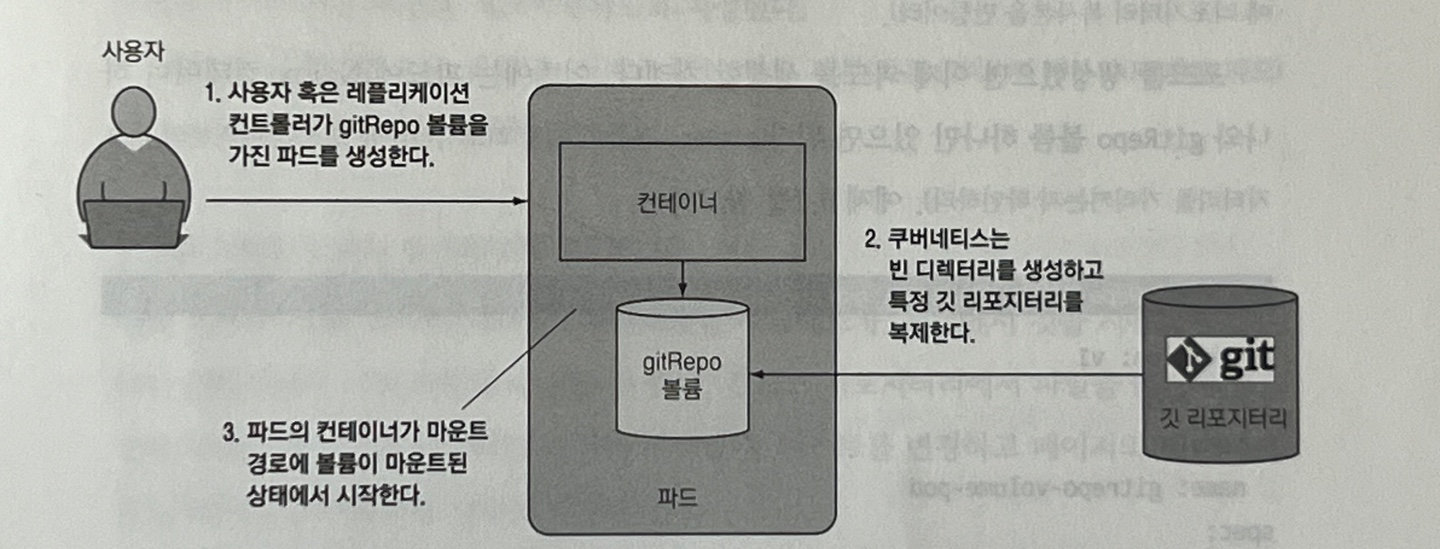 사용자
1. 사용자 혹은 레플리케이션
컨트롤러가 gitRepo 볼륨을
가진 파드를 생성한다.
컨테이너
2. 쿠버네티스는
빈 디렉터리를 생성하고
특정 깃 리포지터리를
복제한다.
gitRepo
볼륨
git
깃 리포지터리
3. 파드의 컨테이너가 마운트
경로에 볼륨이 마운트된
상태에서 시작한다.
파드